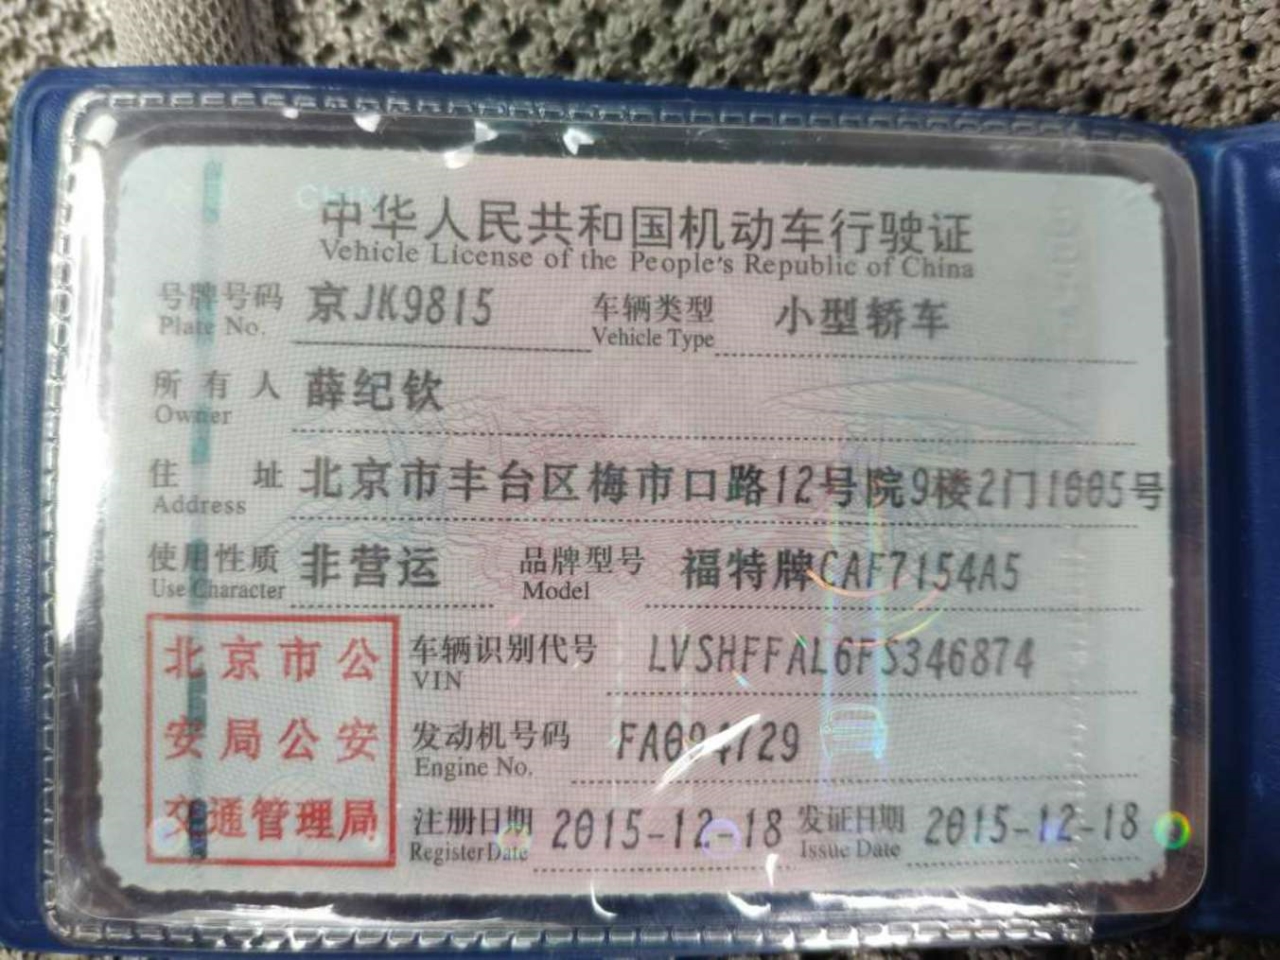 中华人民共和国机动车行驶证
Vehicle License of the People's Republic of China
号牌号码 京JK9815 车辆类型 小型轿车
Plate No. Vehicle Type
所有人 薛纪钦
Owner
住址 北京市丰台区梅市口路12号院9楼2门1005号
Address
使用性质 非营运 品牌型号 福特牌CAF7154A5
Use Character Model
北京市公安局公安交通管理局
车辆识别代号 LVSHFFAL6FS346874
VIN
发动机号码 FA094729
Engine No.
注册日期 2015-12-18 发证日期 2015-12-18
Register Date Issue Date